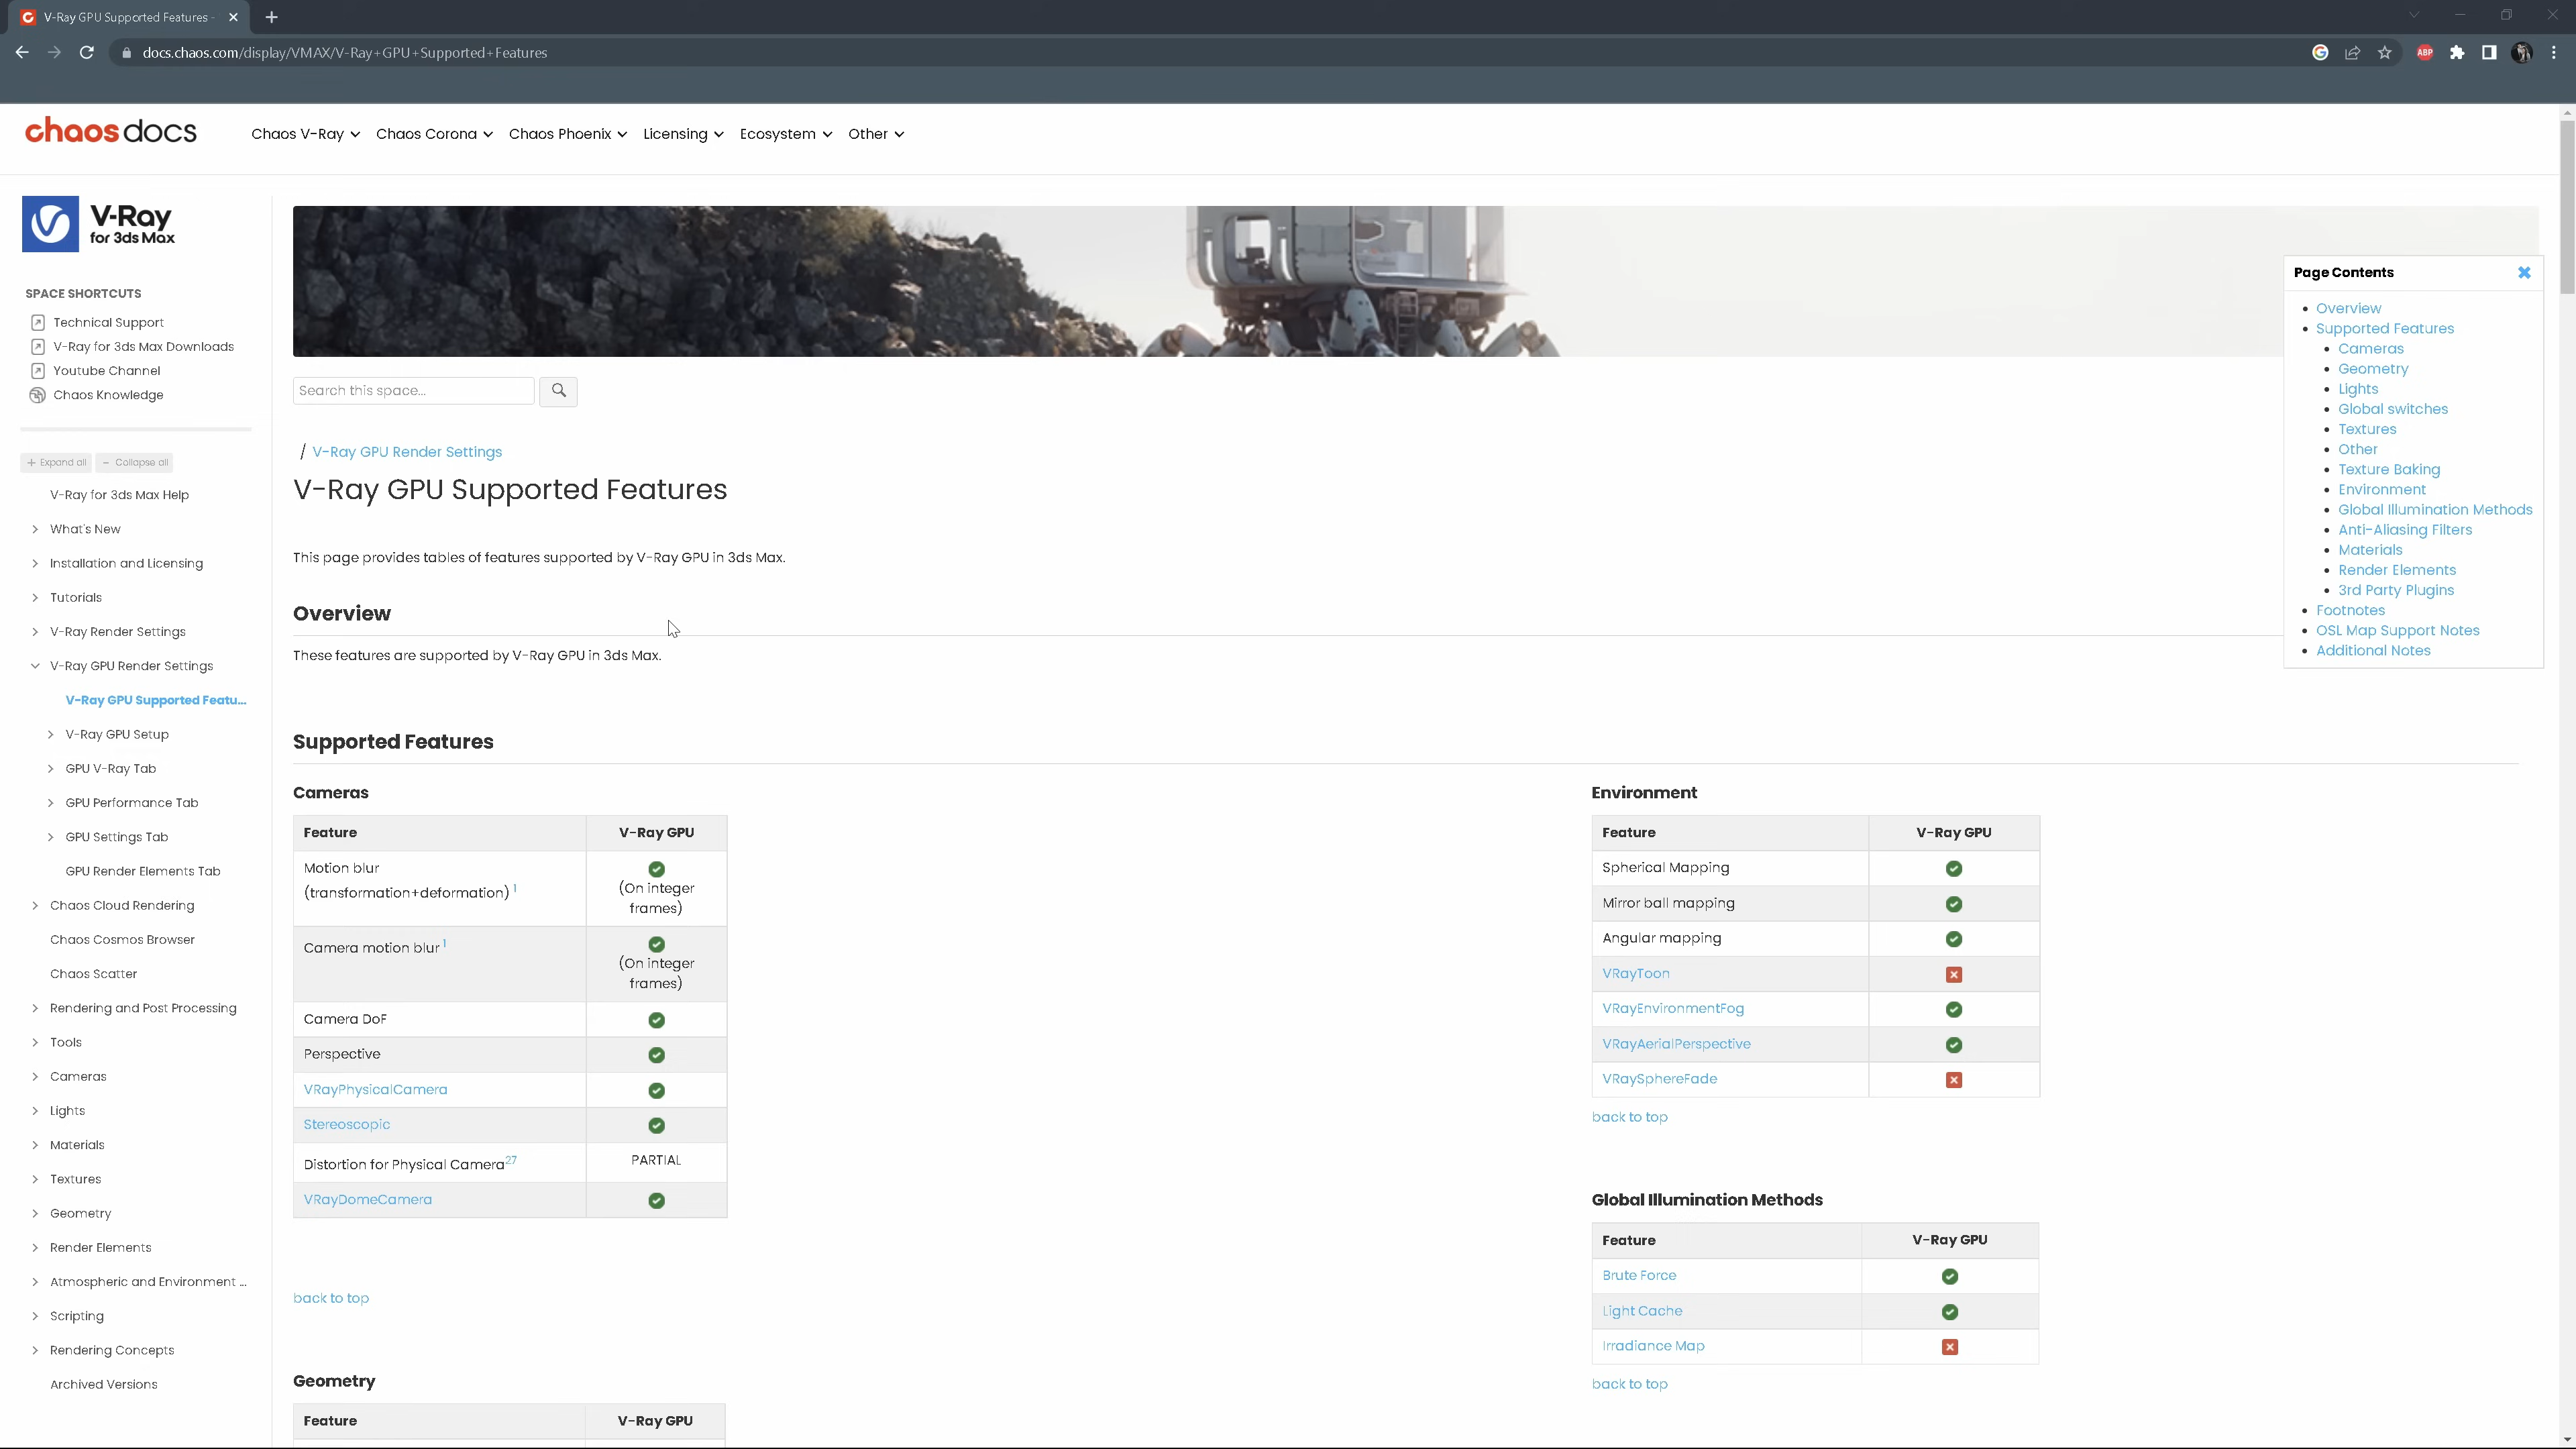 V-Ray GPU Supported Features -
docs.chaos.com/display/VMAX/V-Ray+GPU+Supported+Features
ABP
chaos docs
Chaos V-Ray
Chaos Corona
Chaos Phoenix
Licensing
Ecosystem
Other
V-Ray
for 3ds Max
SPACE SHORTCUTS
Technical Support
V-Ray for 3ds Max Downloads
Youtube Channel
Chaos Knowledge
+ Expand all
- Collapse all
V-Ray for 3ds Max Help
What's New
Installation and Licensing
Tutorials
V-Ray Render Settings
V-Ray GPU Render Settings
V-Ray GPU Supported Featu...
V-Ray GPU Setup
GPU V-Ray Tab
GPU Performance Tab
GPU Settings Tab
GPU Render Elements Tab
Chaos Cloud Rendering
Chaos Cosmos Browser
Chaos Scatter
Rendering and Post Processing
Tools
Cameras
Lights
Materials
Textures
Geometry
Render Elements
Atmospheric and Environment ...
Scripting
Rendering Concepts
Archived Versions
Search this space...
/ V-Ray GPU Render Settings
V-Ray GPU Supported Features
This page provides tables of features supported by V-Ray GPU in 3ds Max.
Overview
These features are supported by V-Ray GPU in 3ds Max.
Supported Features
Cameras
Feature V-Ray GPU
Motion blur
(transformation+deformation) 1
(On integer
frames)
Camera motion blur 1
(On integer
frames)
Camera DoF
Perspective
VRayPhysicalCamera
Stereoscopic
Distortion for Physical Camera27 PARTIAL
VRayDomeCamera
back to top
Geometry
Feature V-Ray GPU
Environment
Feature V-Ray GPU
Spherical Mapping
Mirror ball mapping
Angular mapping
VRayToon
VRayEnvironmentFog
VRayAerialPerspective
VRaySphereFade
back to top
Global Illumination Methods
Feature V-Ray GPU
Brute Force
Light Cache
Irradiance Map
back to top
Page Contents
Overview
Supported Features
Cameras
Geometry
Lights
Global switches
Textures
Other
Texture Baking
Environment
Global Illumination Methods
Anti-Aliasing Filters
Materials
Render Elements
3rd Party Plugins
Footnotes
OSL Map Support Notes
Additional Notes